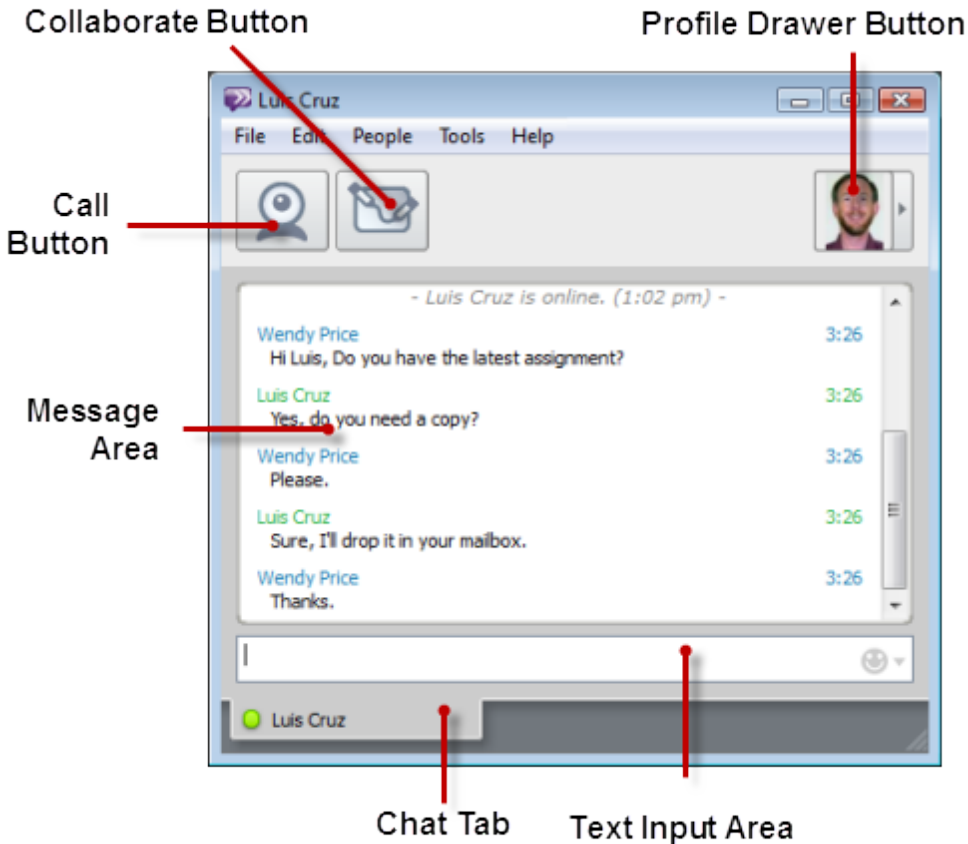 Collaborate Button
Profile Drawer Button
Luis Cruz
File Edit People Tools Help
Call
Button
- Luis Cruz is online. (1:02 pm) -
Wendy Price 3:26
Hi Luis, Do you have the latest assignment?
Luis Cruz 3:26
Yes, do you need a copy?
Message
Area
Wendy Price 3:26
Please.
Luis Cruz 3:26
Sure, I'll drop it in your mailbox.
Wendy Price 3:26
Thanks.
Luis Cruz
Chat Tab
Text Input Area